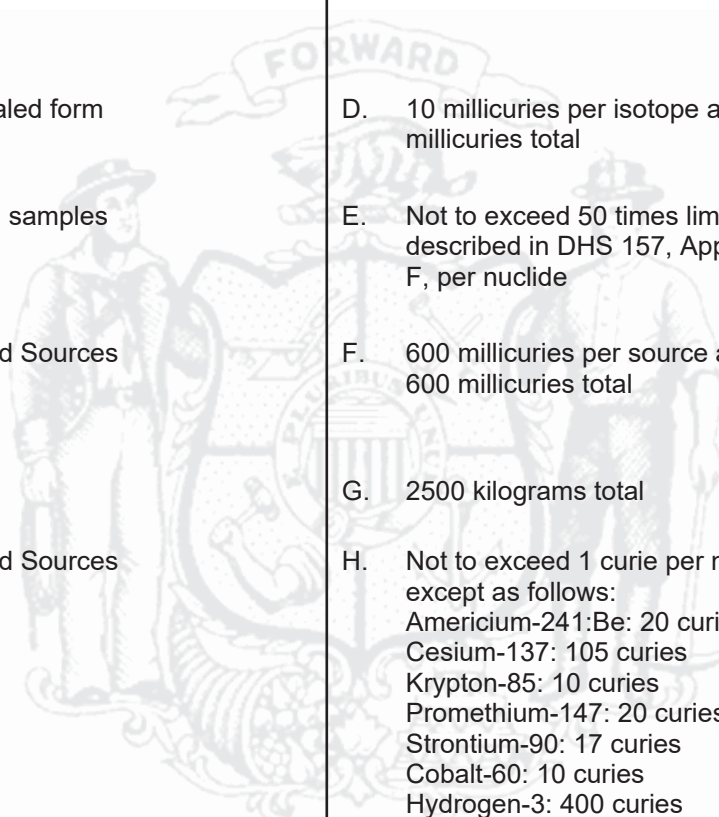 FORWARD
aled form
samples
d Sources
d Sources
D. 10 millicuries per isotope a
millicuries total
E. Not to exceed 50 times lim
described in DHS 157, App
F, per nuclide
F. 600 millicuries per source a
600 millicuries total
G. 2500 kilograms total
H. Not to exceed 1 curie per n
except as follows:
Americium-241:Be: 20 curi
Cesium-137: 105 curies
Krypton-85: 10 curies
Promethium-147: 20 curies
Strontium-90: 17 curies
Cobalt-60: 10 curies
Hydrogen-3: 400 curies